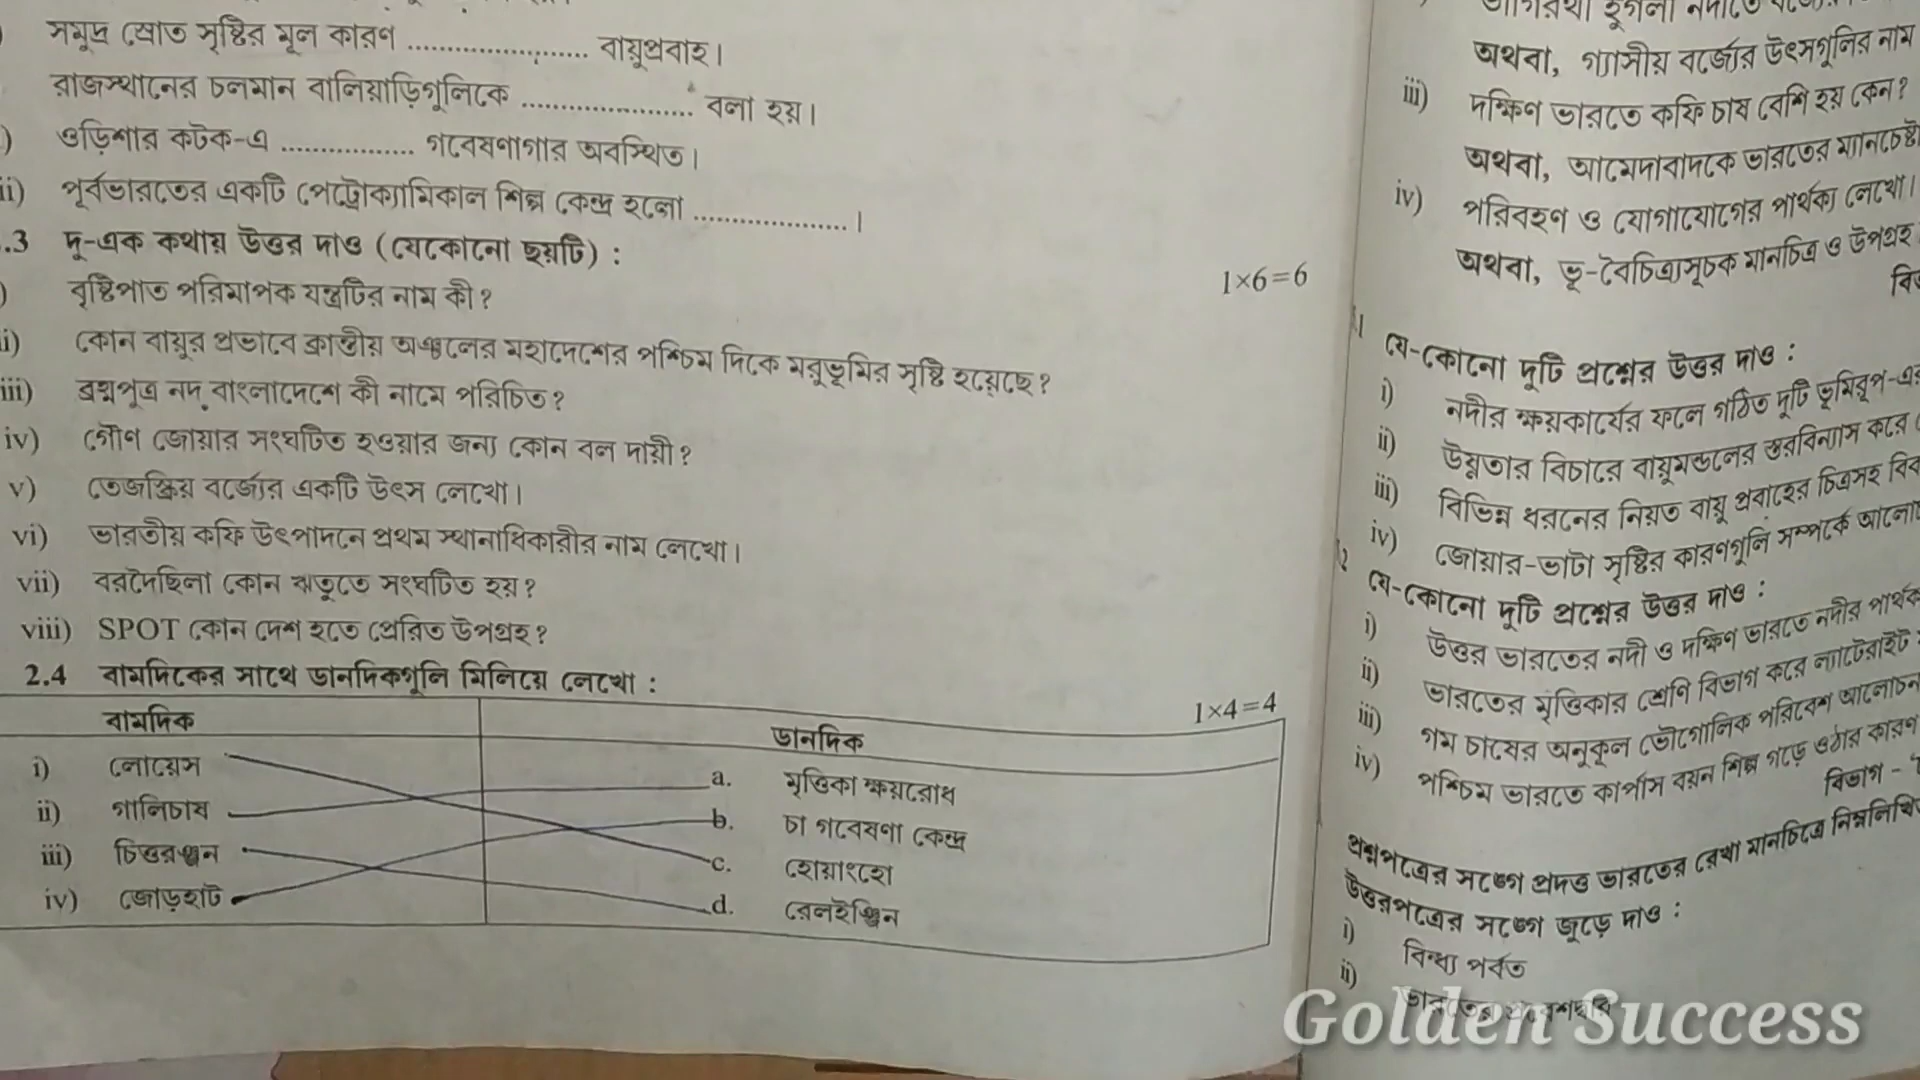 সমুদ্র স্রোত সৃষ্টির মূল কারণ ...................... বায়ুপ্রবাহ।
রাজস্থানের চলমান বালিয়াড়িগুলিকে ..................... বলা হয়।
ওড়িশার কটক-এ ................ গবেষণাগার অবস্থিত।
ii) পূর্বভারতের একটি পেট্রোক্যামিকাল শিল্প কেন্দ্র হলো ...................।
.3 দু-এক কথায় উত্তর দাও (যেকোনো ছয়টি) :
1×6=6
বৃষ্টিপাত পরিমাপক যন্ত্রটির নাম কী?
i) কোন বায়ুর প্রভাবে ক্রান্তীয় অঞ্চলের মহাদেশের পশ্চিম দিকে মরুভূমির সৃষ্টি হয়েছে?
iii) ব্রহ্মপুত্র নদ বাংলাদেশে কী নামে পরিচিত?
iv) গৌণ জোয়ার সংঘটিত হওয়ার জন্য কোন বল দায়ী?
v) তেজস্ক্রিয় বর্জ্যের একটি উৎস লেখো।
vi) ভারতীয় কফি উৎপাদনে প্রথম স্থানাধিকারীর নাম লেখো।
vii) বরদৈছিলা কোন ঋতুতে সংঘটিত হয়?
viii) SPOT কোন দেশ হতে প্রেরিত উপগ্রহ?
2.4 বামদিকের সাথে ডানদিকগুলি মিলিয়ে লেখো :
1×4=4
বামদিক ডানদিক
i) লোয়েস a. মৃত্তিকা ক্ষয়রোধ
ii) গালিচাষ b. চা গবেষণা কেন্দ্র
iii) চিত্তরঞ্জন c. হোয়াংহো
iv) জোড়হাট d. রেলইঞ্জিন
অথবা, গ্যাসীয় বর্জ্যের উৎসগুলির নাম
iii) দক্ষিণ ভারতে কফি চাষ বেশি হয় কেন?
অথবা, আমেদাবাদকে ভারতের
iv) পরিবহণ ও যোগাযোগের পার্থক্য লেখো।
অথবা, ভূ-বৈচিত্র্যসূচক মানচিত্র ও উপগ্রহ
যে-কোনো দুটি প্রশ্নের উত্তর দাও :
i) নদীর ক্ষয়কার্যের ফলে গঠিত দুটি ভূমিরূপ-এর
ii) উষ্ণতার বিচারে বায়ুমন্ডলের স্তরবিন্যাস করে
iii) বিভিন্ন ধরনের নিয়ত বায়ু প্রবাহের চিত্রসহ
iv) জোয়ার-ভাটা সৃষ্টির কারণগুলি সম্পর্কে
যে-কোনো দুটি প্রশ্নের উত্তর দাও :
i) উত্তর ভারতের নদী ও দক্ষিণ ভারতে নদীর
ii) ভারতের মৃত্তিকার শ্রেণি বিভাগ করে ল্যাটেরাইট
iii) গম চাষের অনুকূল ভৌগোলিক পরিবেশ
iv) পশ্চিম ভারতে কার্পাস বয়ন শিল্প গড়ে ওঠার কারণ
বিভাগ –
প্রশ্নপত্রের সঙ্গে প্রদত্ত ভারতের রেখা মানচিত্রে
উত্তরপত্রের সঙ্গে জুড়ে দাও :
i) বিন্ধ্য পর্বত
ii) ভারতের
Golden Success